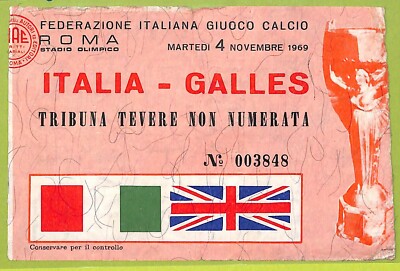 FEDERAZIONE ITALIANA GIUOCO CALCIO
ROMA
STADIO OLIMPICO
MARTEDI 4 NOVEMBRE 1969
ITALIA - GALLES
TRIBUNA TEVERE NON NUMERATA
№ 003848
Conservare per il controllo